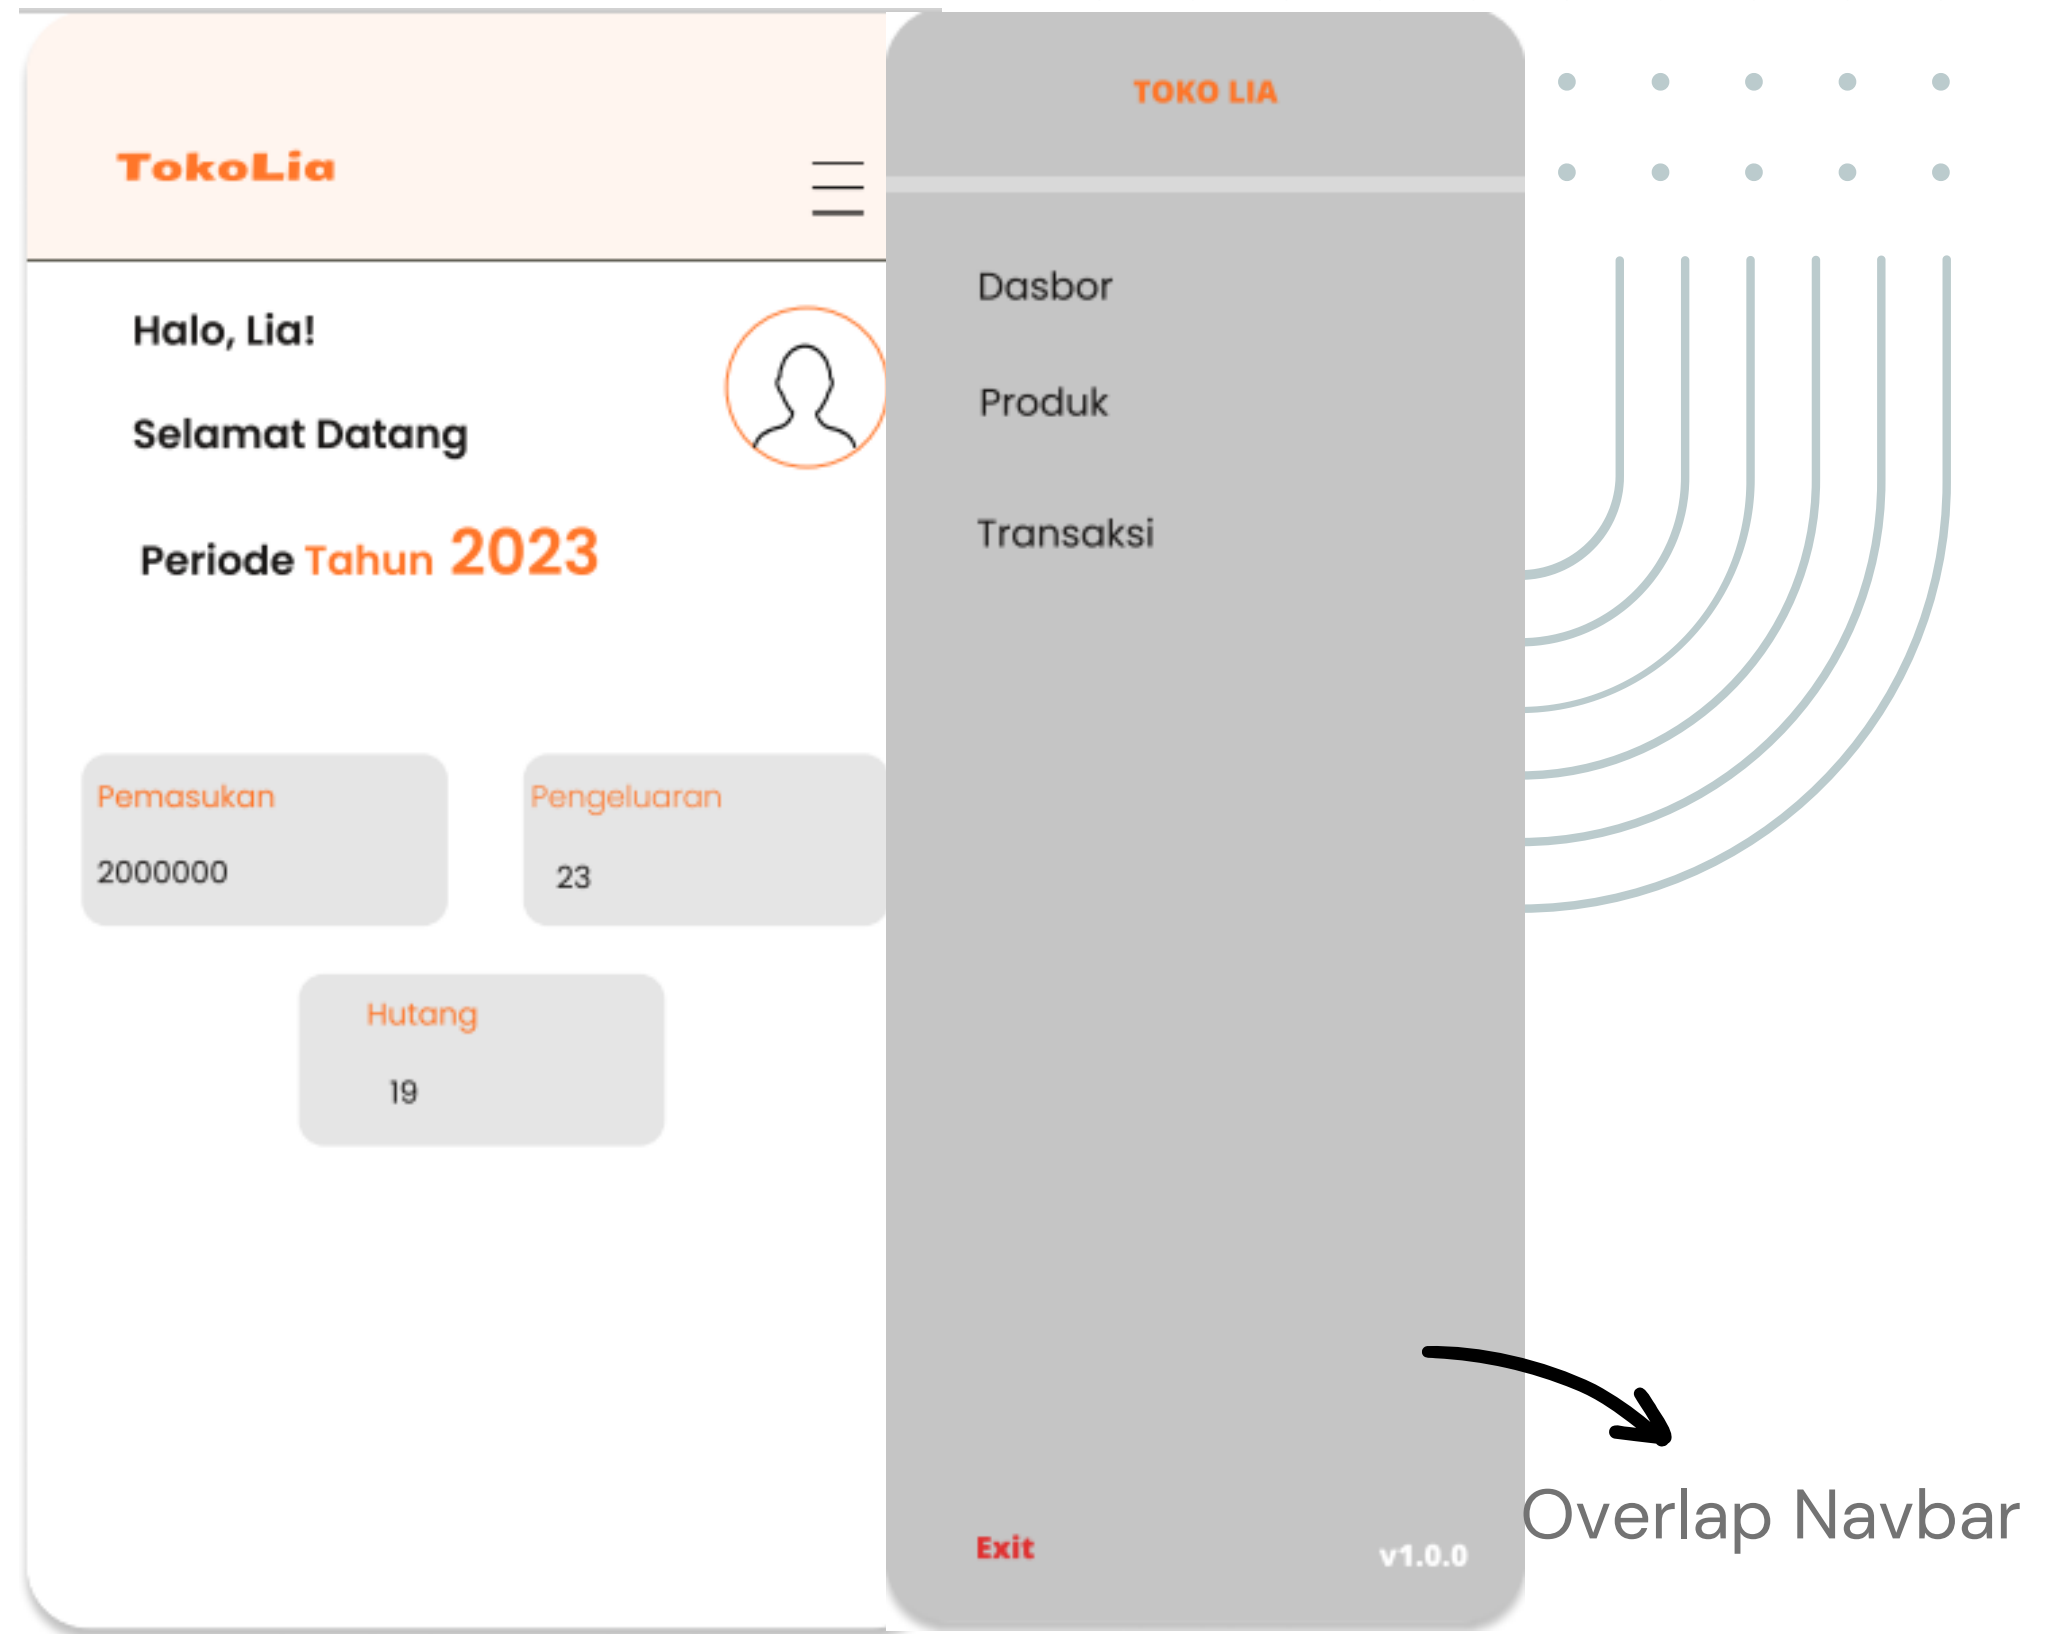 TokoLia
Halo, Lia!
Selamat Datang
Periode Tahun 2023
Pemasukan
2000000
Pengeluaran
23
Hutang
19
TOKO LIA
Dasbor
Produk
Transaksi
Exit
v1.0.0
Overlap Navbar